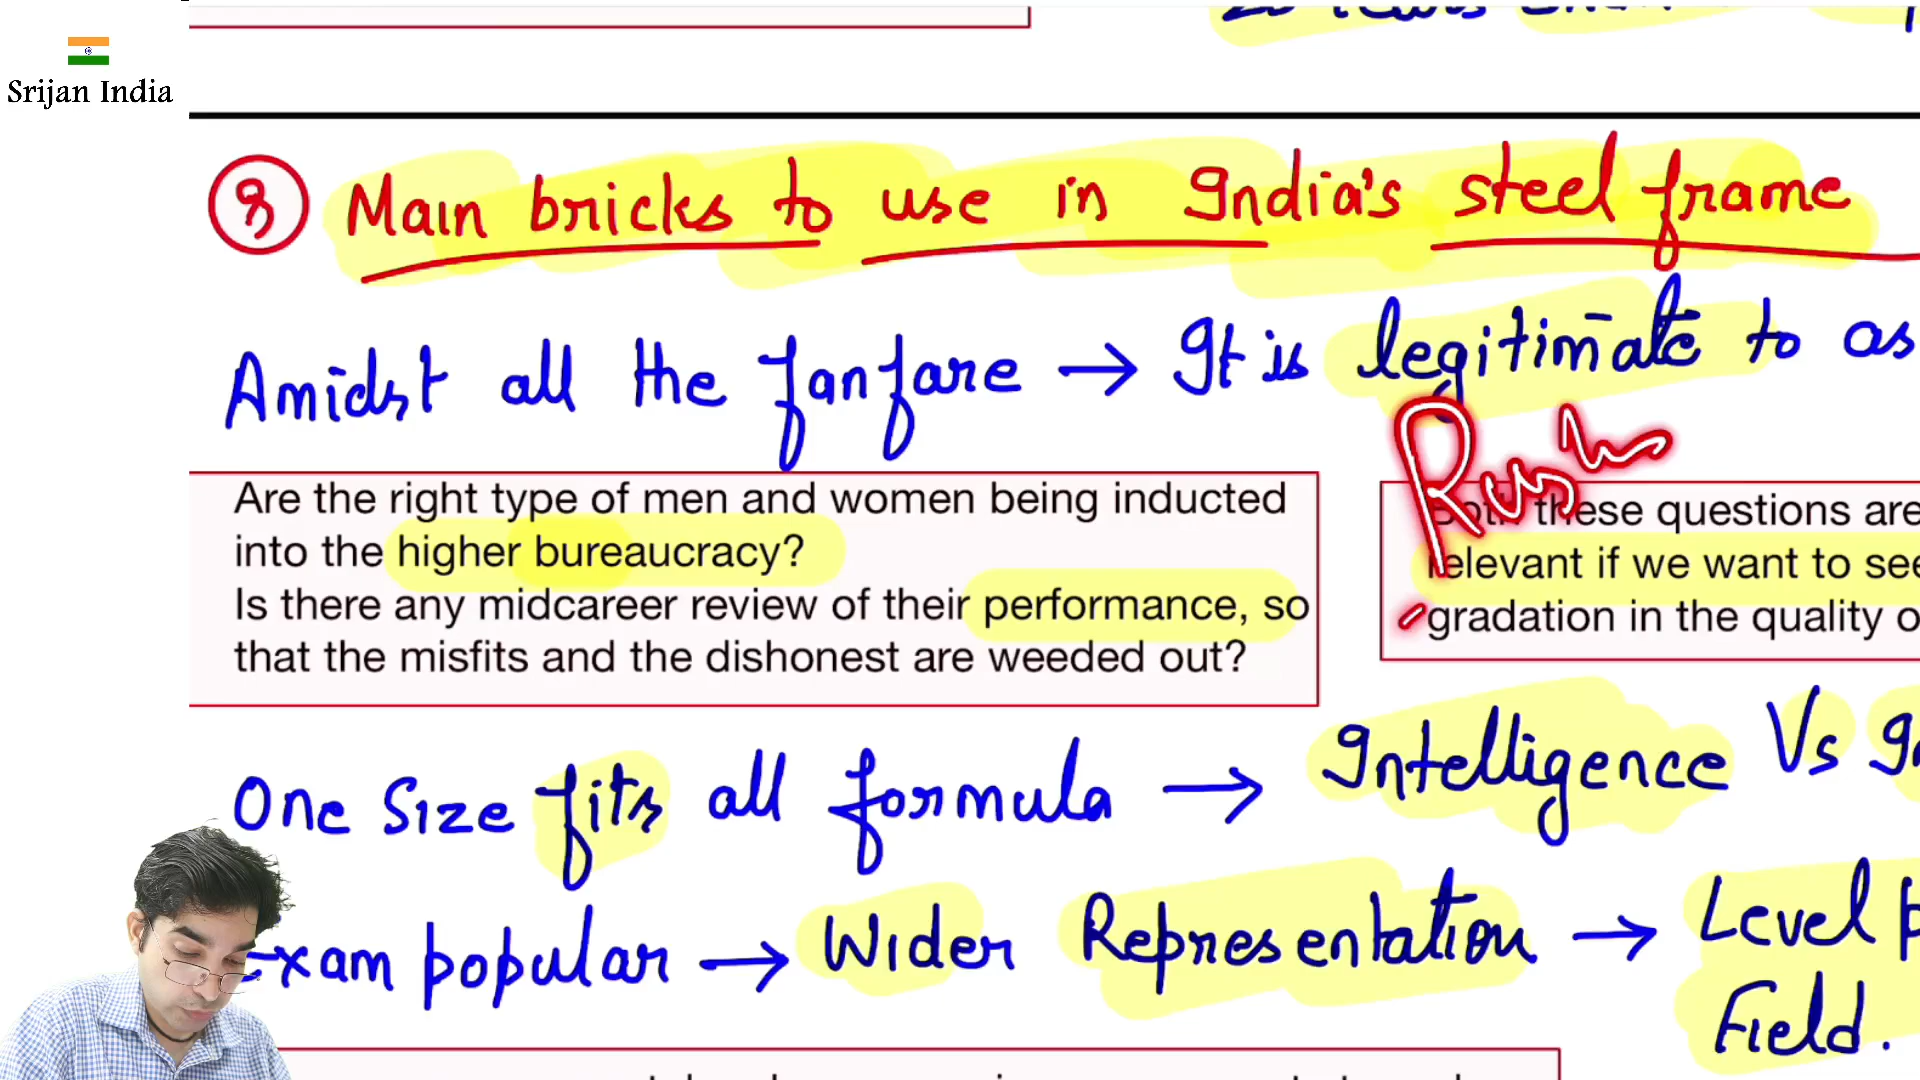 Srijan India
8 Main bricks to use in India's steel frame
Amidst all the fanfare → It is legitimate to as
Rush
Are the right type of men and women being inducted
into the higher bureaucracy?
Is there any midcareer review of their performance, so
that the misfits and the dishonest are weeded out?
Both these questions are
relevant if we want to see
gradation in the quality o
One Size fits all formula → Intelligence Vs
Exam popular → Wider Representation → Level
Field.